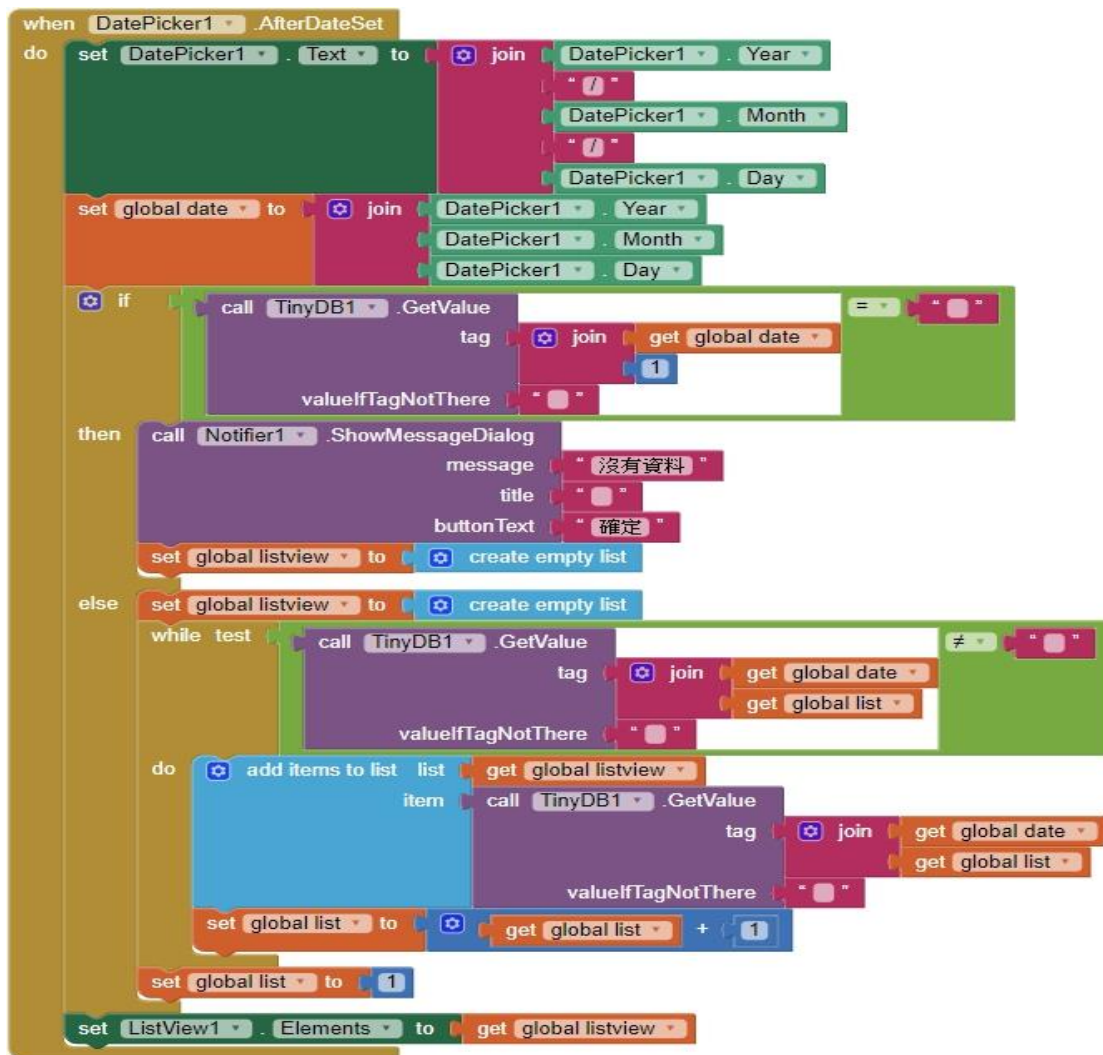 when DatePicker1 .AfterDateSet
do set DatePicker1 . Text to join DatePicker1 . Year
" / "
DatePicker1 . Month
" / "
DatePicker1 . Day
set global date to join DatePicker1 . Year
DatePicker1 . Month
DatePicker1 . Day
if call TinyDB1 .GetValue = " "
tag join get global date
1
valueIfTagNotThere " "
then call Notifier1 .ShowMessageDialog
message " 沒有資料 "
title " "
buttonText " 確定 "
set global listview to create empty list
else set global listview to create empty list
while test call TinyDB1 .GetValue ≠ " "
tag join get global date
get global list
valueIfTagNotThere " "
do add items to list list get global listview
item call TinyDB1 .GetValue
tag join get global date
get global list
valueIfTagNotThere " "
set global list to get global list + 1
set global list to 1
set ListView1 . Elements to get global listview